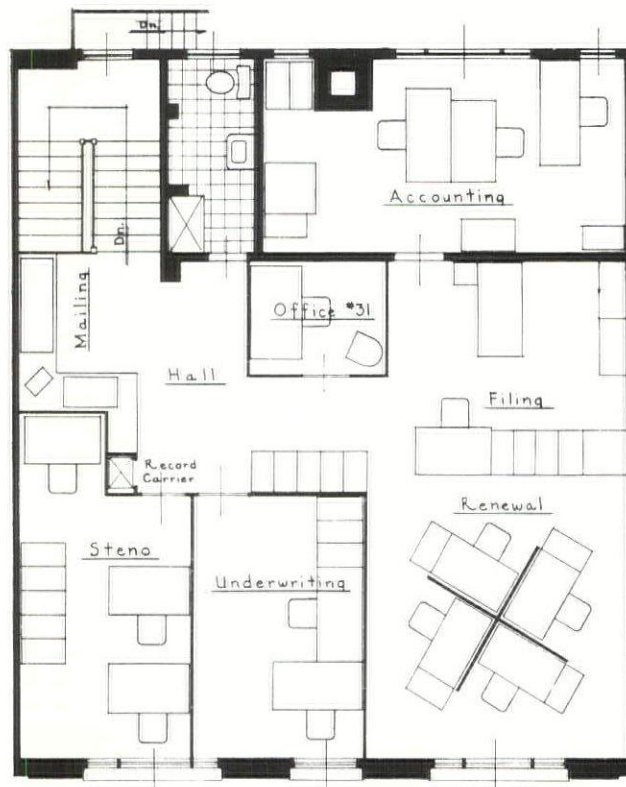 Dn.
Accounting
Dn.
Mailing
Office #31
Hall
Filing
Record
Carrier
Renewal
Steno
Underwriting